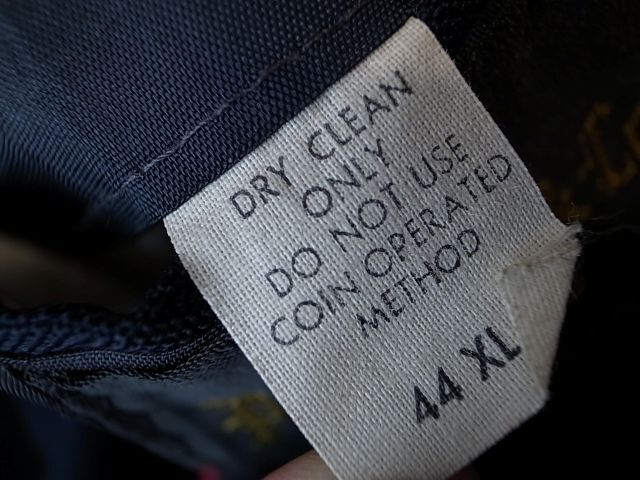 DRY CLEAN
ONLY
DO NOT USE
COIN OPERATED
METHOD
44 XL